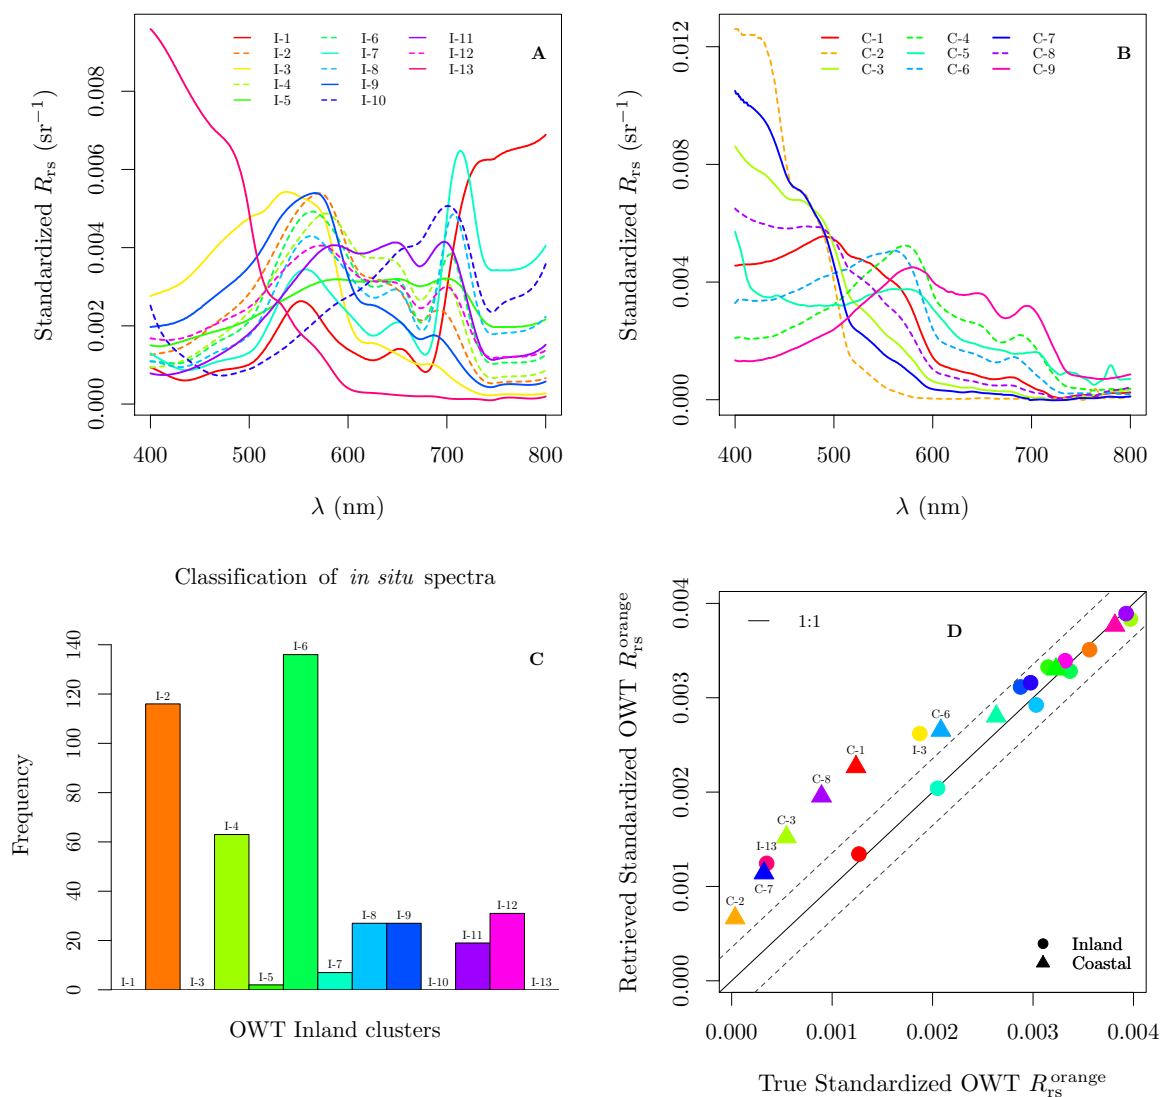 A
I-1
I-2
I-3
I-4
I-5
I-6
I-7
I-8
I-9
I-10
I-11
I-12
I-13
Standardized Rrs (sr−1)
0.000
0.002
0.004
0.006
0.008
400
500
600
700
800
λ (nm)
B
C-1
C-2
C-3
C-4
C-5
C-6
C-7
C-8
C-9
Standardized Rrs (sr−1)
0.000
0.004
0.008
0.012
400
500
600
700
800
λ (nm)
Classification of in situ spectra
C
Frequency
0
20
40
60
80
100
120
140
I-1
I-2
I-3
I-4
I-5
I-6
I-7
I-8
I-9
I-10
I-11
I-12
I-13
OWT Inland clusters
D
1:1
Retrieved Standardized OWT Rrs orange
0.000
0.001
0.002
0.003
0.004
C-6
I-3
C-1
C-8
C-3
I-13
C-7
C-2
Inland
Coastal
0.000
0.001
0.002
0.003
0.004
True Standardized OWT Rrs orange